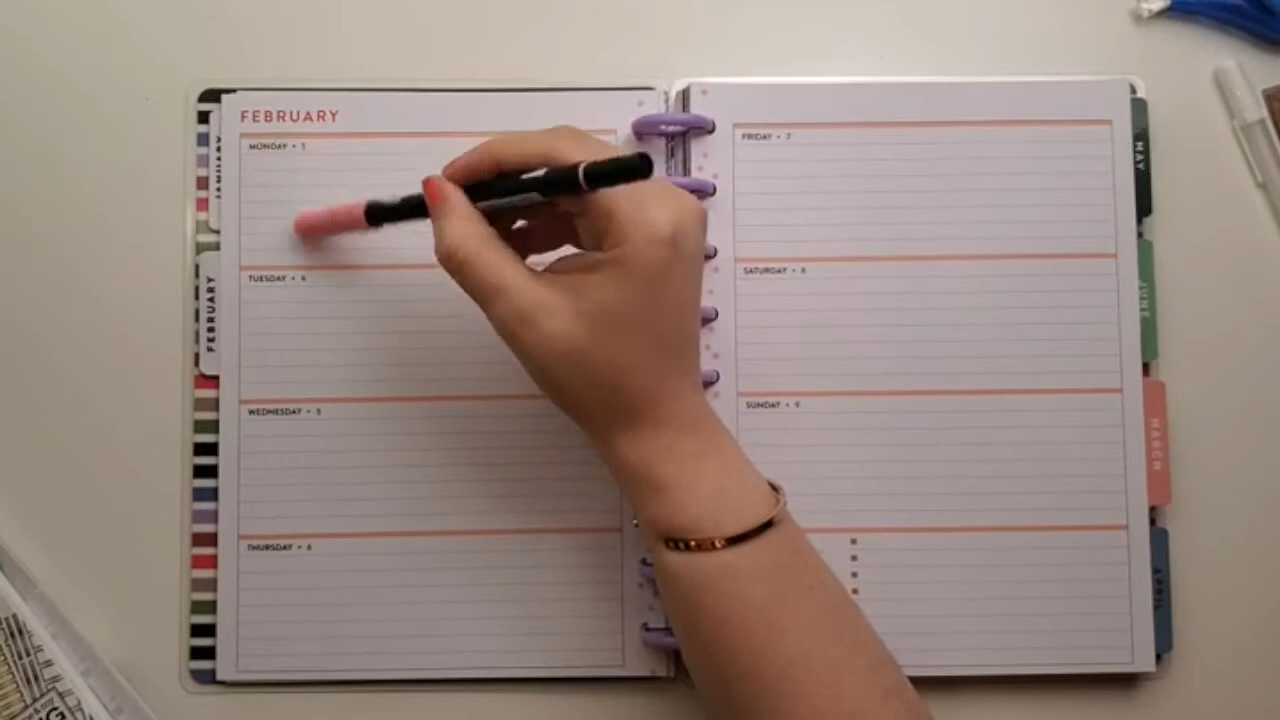 FEBRUARY
MONDAY • 
TUESDAY • 4
WEDNESDAY • 5
THURSDAY • 6
FRIDAY • 7
SATURDAY • 8
SUNDAY • 9
JANUARY
FEBRUARY
MAY
JUNE
MARCH
APRIL